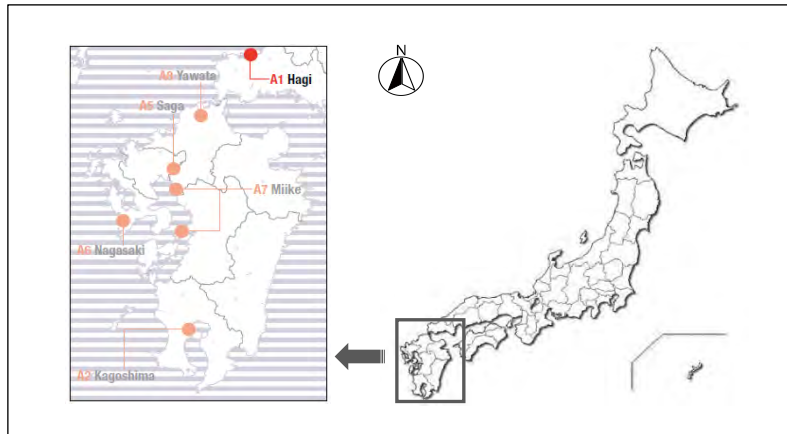 N
A1 Hagi
A8 Yawata
A5 Saga
A7 Miike
A6 Nagasaki
A2 Kagoshima